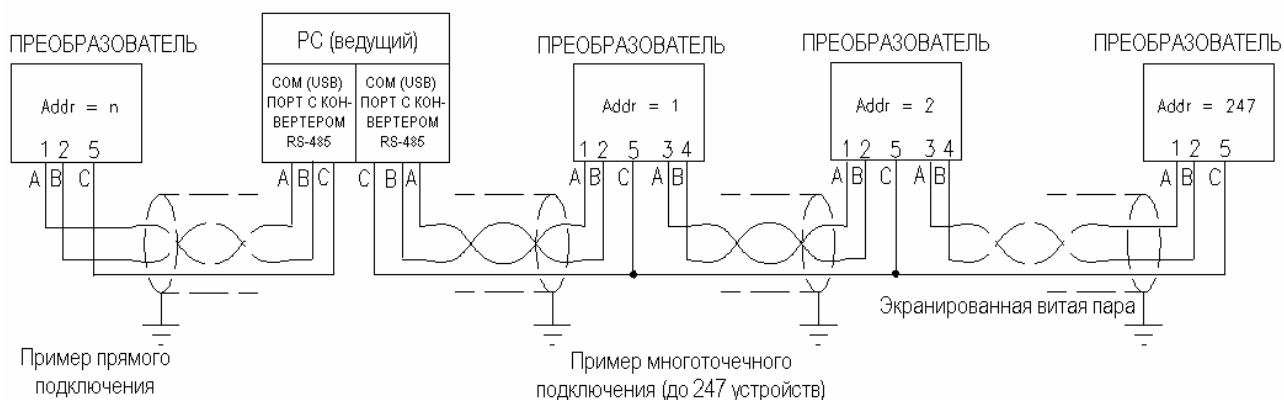 ПРЕОБРАЗОВАТЕЛЬ
Addr = n
1 2 5
A B C
PC (ведущий)
COM (USB)
ПОРТ С КОН-
ВЕРТЕРОМ
RS-485
COM (USB)
ПОРТ С КОН-
ВЕРТЕРОМ
RS-485
A B C
C B A
ПРЕОБРАЗОВАТЕЛЬ
Addr = 1
1 2 5 3 4
A B C A B
ПРЕОБРАЗОВАТЕЛЬ
Addr = 2
1 2 5 3 4
A B C A B
ПРЕОБРАЗОВАТЕЛЬ
Addr = 247
1 2 5
A B C
Экранированная витая пара
Пример прямого
подключения
Пример многоточечного
подключения (до 247 устройств)